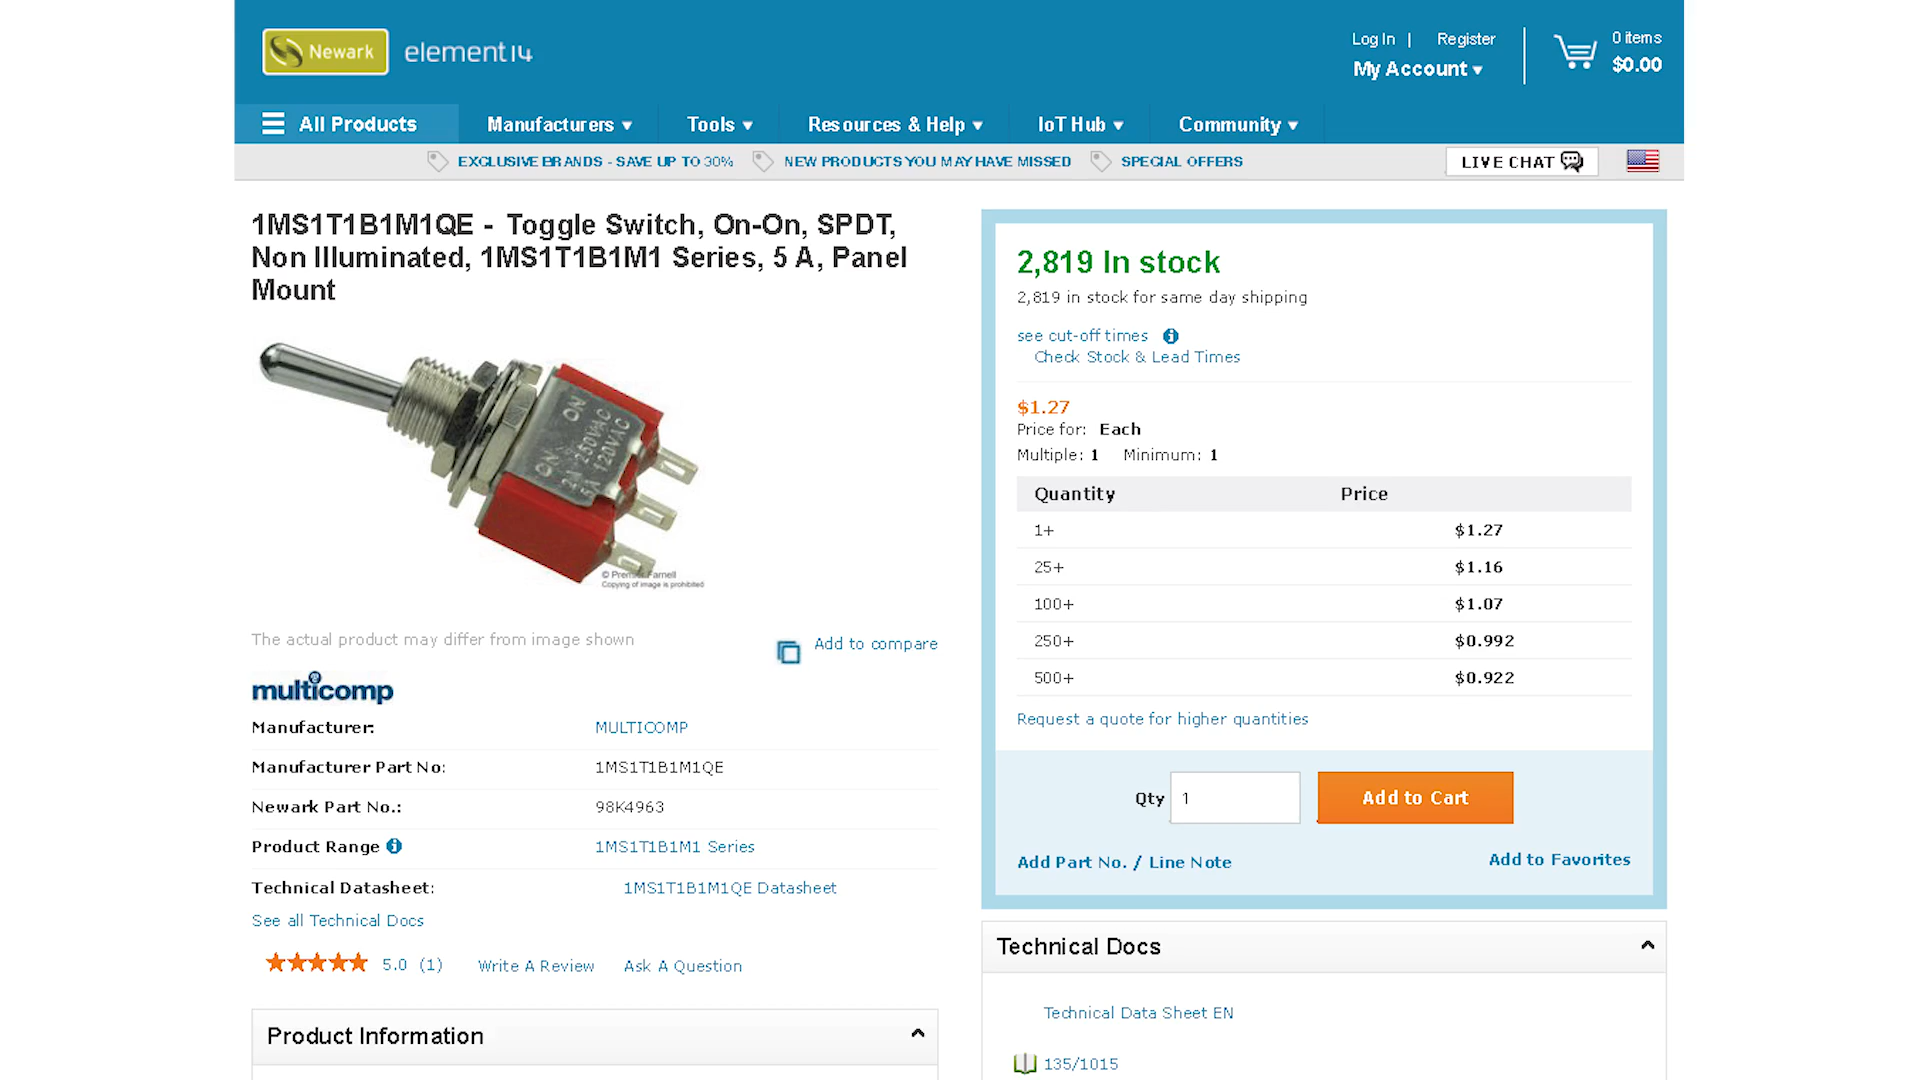 Newark element14
Log In | Register
My Account
0 items
$0.00
All Products
Manufacturers
Tools
Resources & Help
IoT Hub
Community
EXCLUSIVE BRANDS - SAVE UP TO 30%
NEW PRODUCTS YOU MAY HAVE MISSED
SPECIAL OFFERS
LIVE CHAT
1MS1T1B1M1QE - Toggle Switch, On-On, SPDT,
Non Illuminated, 1MS1T1B1M1 Series, 5 A, Panel
Mount
ON ON
2A 250VAC
5A 120VAC
© Premier Farnell
Copying of image is prohibited
The actual product may differ from image shown
Add to compare
multicomp
Manufacturer: MULTICOMP
Manufacturer Part No: 1MS1T1B1M1QE
Newark Part No.: 98K4963
Product Range 1MS1T1B1M1 Series
Technical Datasheet: 1MS1T1B1M1QE Datasheet
See all Technical Docs
5.0 (1) Write A Review Ask A Question
Product Information
2,819 In stock
2,819 in stock for same day shipping
see cut-off times
Check Stock & Lead Times
$1.27
Price for: Each
Multiple: 1 Minimum: 1
Quantity Price
1+ $1.27
25+ $1.16
100+ $1.07
250+ $0.992
500+ $0.922
Request a quote for higher quantities
Qty 1 Add to Cart
Add Part No. / Line Note
Add to Favorites
Technical Docs
Technical Data Sheet EN
135/1015